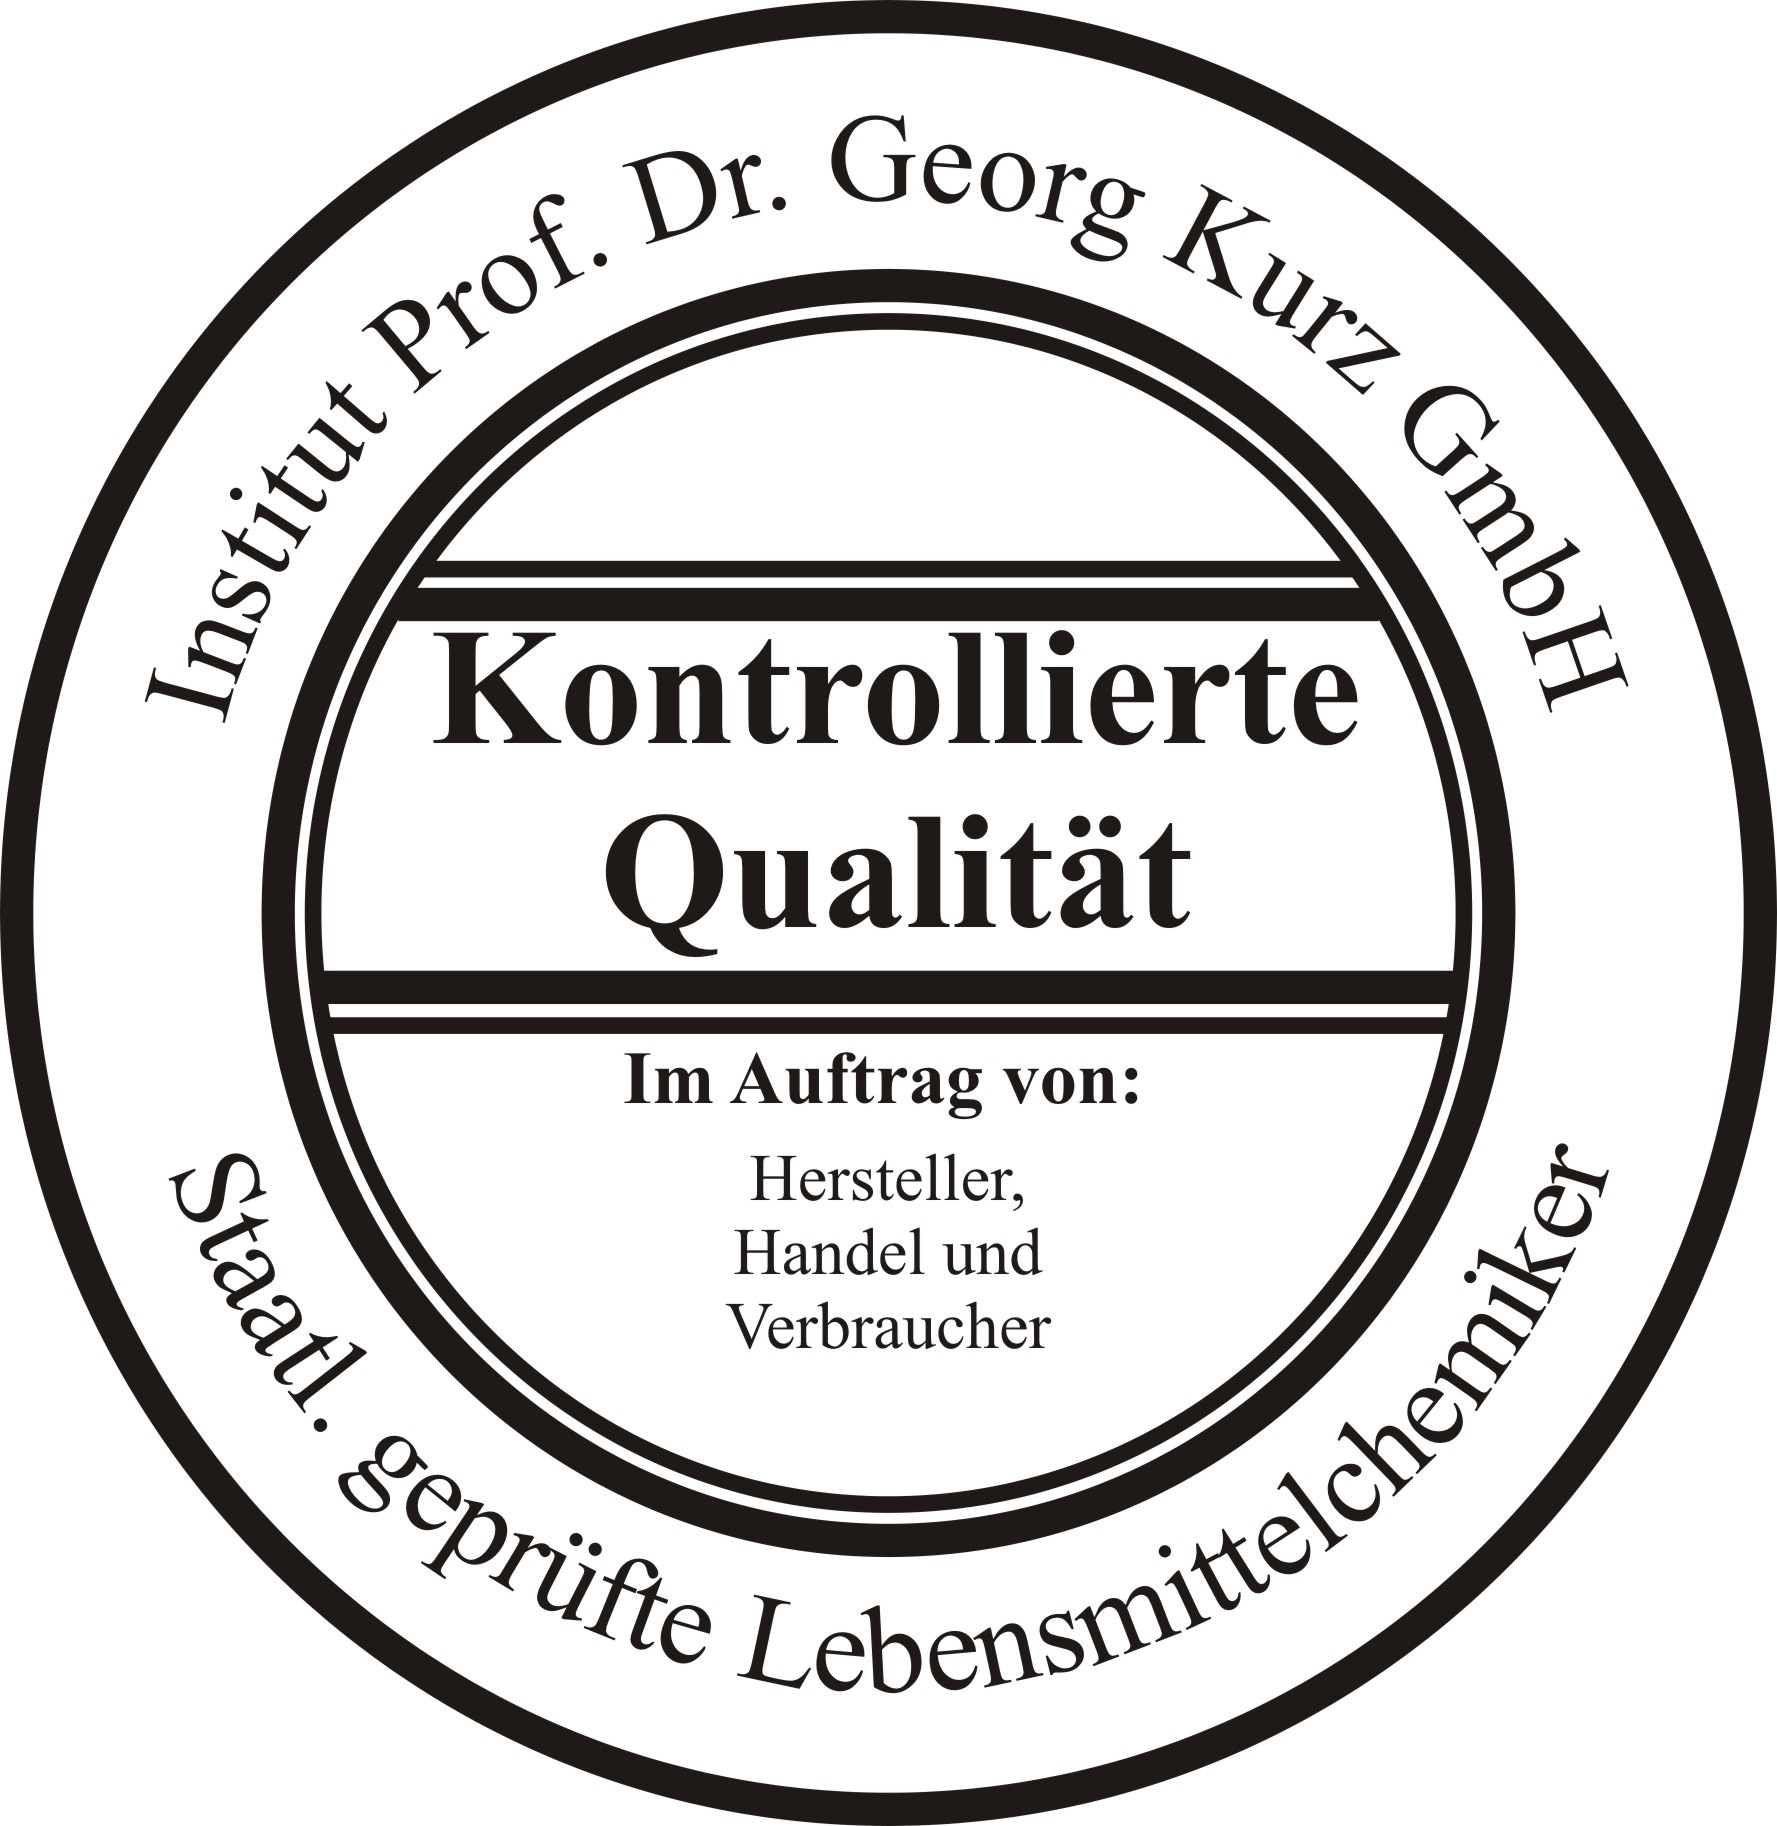 Institut Prof. Dr. Georg Kurz GmbH
Kontrollierte
Qualität
Im Auftrag von:
Hersteller,
Handel und
Verbraucher
Staatl. geprüfte Lebensmittelchemiker